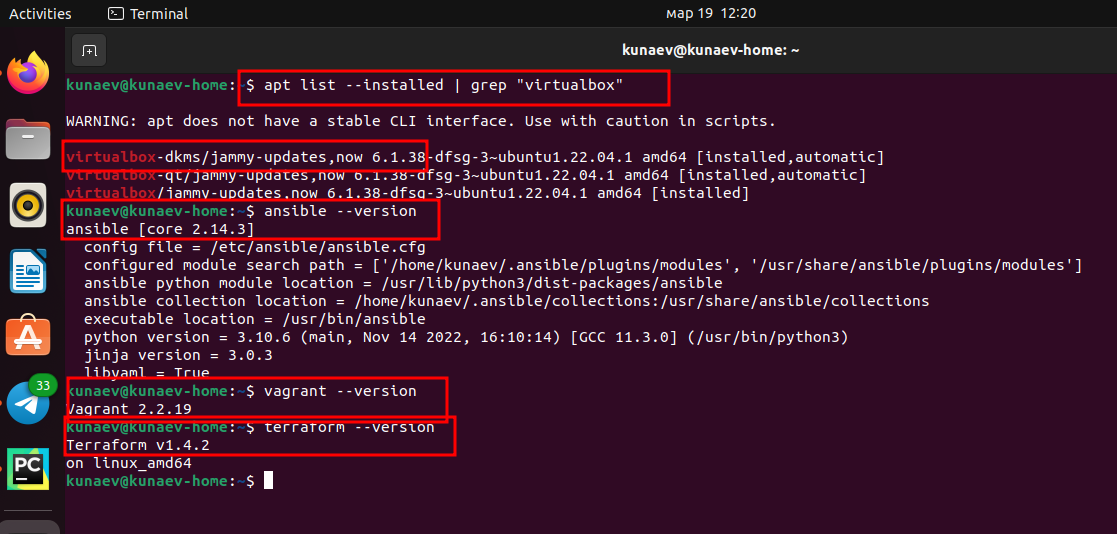 Activities Terminal мар 19 12:20
kunaev@kunaev-home: ~
kunaev@kunaev-home:~$ apt list --installed | grep "virtualbox"
WARNING: apt does not have a stable CLI interface. Use with caution in scripts.
virtualbox-dkms/jammy-updates,now 6.1.38-dfsg-3~ubuntu1.22.04.1 amd64 [installed,automatic]
virtualbox-qt/jammy-updates,now 6.1.38-dfsg-3~ubuntu1.22.04.1 amd64 [installed,automatic]
virtualbox/jammy-updates,now 6.1.38-dfsg-3~ubuntu1.22.04.1 amd64 [installed]
kunaev@kunaev-home:~$ ansible --version
ansible [core 2.14.3]
config file = /etc/ansible/ansible.cfg
configured module search path = ['/home/kunaev/.ansible/plugins/modules', '/usr/share/ansible/plugins/modules']
ansible python module location = /usr/lib/python3/dist-packages/ansible
ansible collection location = /home/kunaev/.ansible/collections:/usr/share/ansible/collections
executable location = /usr/bin/ansible
python version = 3.10.6 (main, Nov 14 2022, 16:10:14) [GCC 11.3.0] (/usr/bin/python3)
jinja version = 3.0.3
libyaml = True
33
kunaev@kunaev-home:~$ vagrant --version
Vagrant 2.2.19
kunaev@kunaev-home:~$ terraform --version
Terraform v1.4.2
on linux_amd64
PC
kunaev@kunaev-home:~$